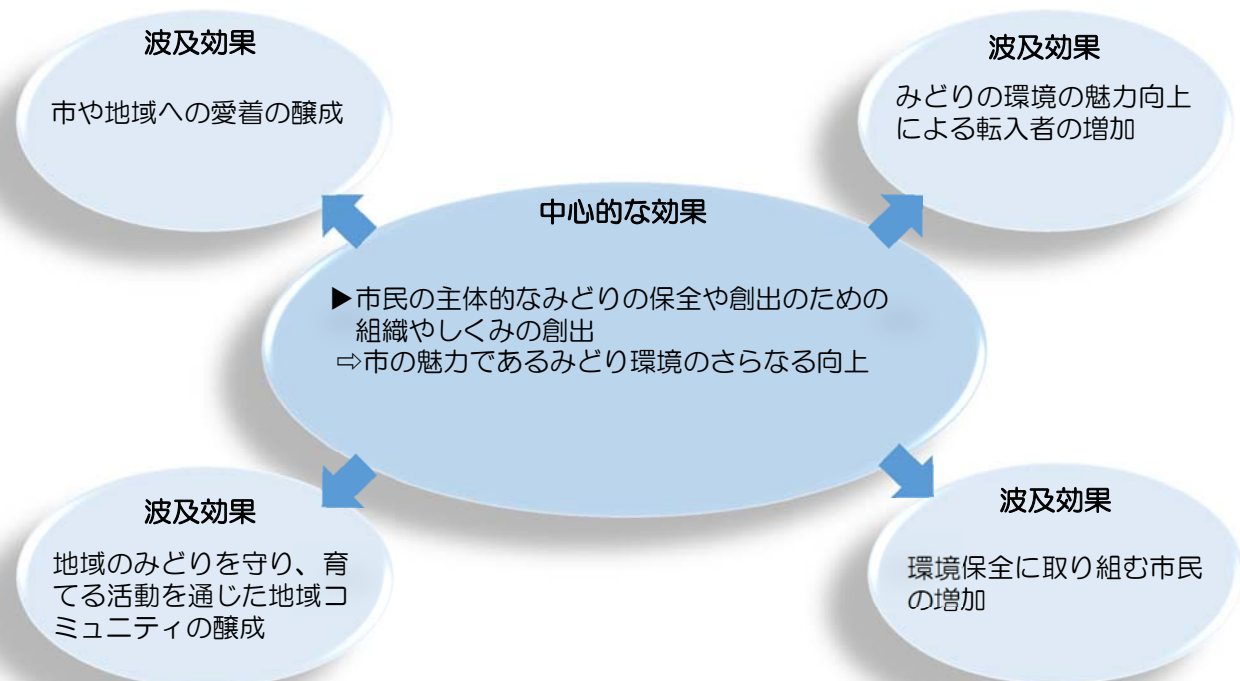 波及効果
市や地域への愛着の醸成
波及効果
みどりの環境の魅力向上
による転入者の増加
中心的な効果
▶市民の主体的なみどりの保全や創出のための
組織やしくみの創出
⇨市の魅力であるみどり環境のさらなる向上
波及効果
地域のみどりを守り、育
てる活動を通じた地域コ
ミュニティの醸成
波及効果
環境保全に取り組む市民
の増加